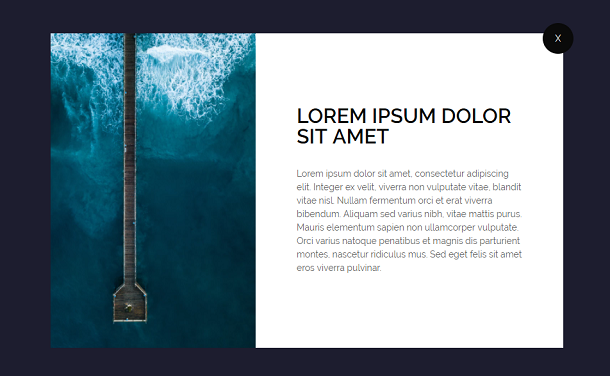 X
LOREM IPSUM DOLOR
SIT AMET
Lorem ipsum dolor sit amet, consectetur adipiscing
elit. Integer ex velit, viverra non vulputate vitae, blandit
vitae nisl. Nullam fermentum orci et erat viverra
bibendum. Aliquam sed varius nibh, vitae mattis purus.
Mauris elementum sapien non ullamcorper vulputate.
Orci varius natoque penatibus et magnis dis parturient
montes, nascetur ridiculus mus. Sed eget felis sit amet
eros viverra pulvinar.